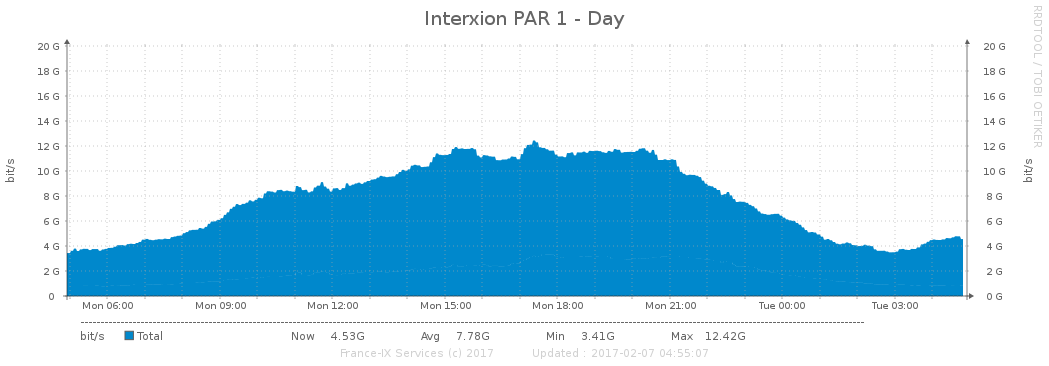 Interxion PAR 1 - Day
RRDTOOL / TOBI OETIKER
bit/s
20 G 20 G
18 G 18 G
16 G 16 G
14 G 14 G
12 G 12 G
10 G 10 G
8 G 8 G
6 G 6 G
4 G 4 G
2 G 2 G
0 0 G
bit/s
Mon 06:00 Mon 09:00 Mon 12:00 Mon 15:00 Mon 18:00 Mon 21:00 Tue 00:00 Tue 03:00
bit/s Total Now 4.53G Avg 7.78G Min 3.41G Max 12.42G
France-IX Services (c) 2017 Updated : 2017-02-07 04:55:07